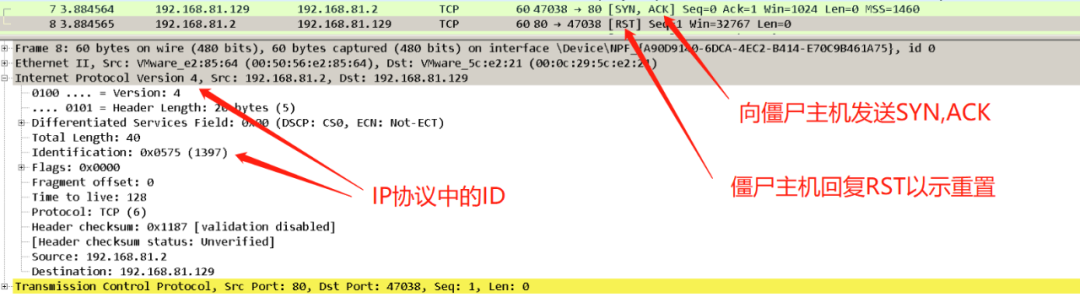 7 3.884564 192.168.81.129 192.168.81.2 TCP 60 47038 → 80 [SYN, ACK] Seq=0 Ack=1 Win=1024 Len=0 MSS=1460
8 3.884565 192.168.81.2 192.168.81.129 TCP 60 80 → 47038 [RST] Seq=1 Win=32767 Len=0
Frame 8: 60 bytes on wire (480 bits), 60 bytes captured (480 bits) on interface \Device\NPF_{A90D9140-6DCA-4EC2-B414-E70C9B461A75}, id 0
Ethernet II, Src: VMware_e2:85:64 (00:50:56:e2:85:64), Dst: VMware_5c:e2:21 (00:0c:29:5c:e2:21)
Internet Protocol Version 4, Src: 192.168.81.2, Dst: 192.168.81.129
0100 .... = Version: 4
.... 0101 = Header Length: 20 bytes (5)
Differentiated Services Field: 0x00 (DSCP: CS0, ECN: Not-ECT)
向僵尸主机发送SYN,ACK
Total Length: 40
Identification: 0x0575 (1397)
Flags: 0x0000
Fragment offset: 0
IP协议中的ID
僵尸主机回复RST以示重置
Time to live: 128
Protocol: TCP (6)
Header checksum: 0x1187 [validation disabled]
[Header checksum status: Unverified]
Source: 192.168.81.2
Destination: 192.168.81.129
Transmission Control Protocol, Src Port: 80, Dst Port: 47038, Seq: 1, Len: 0